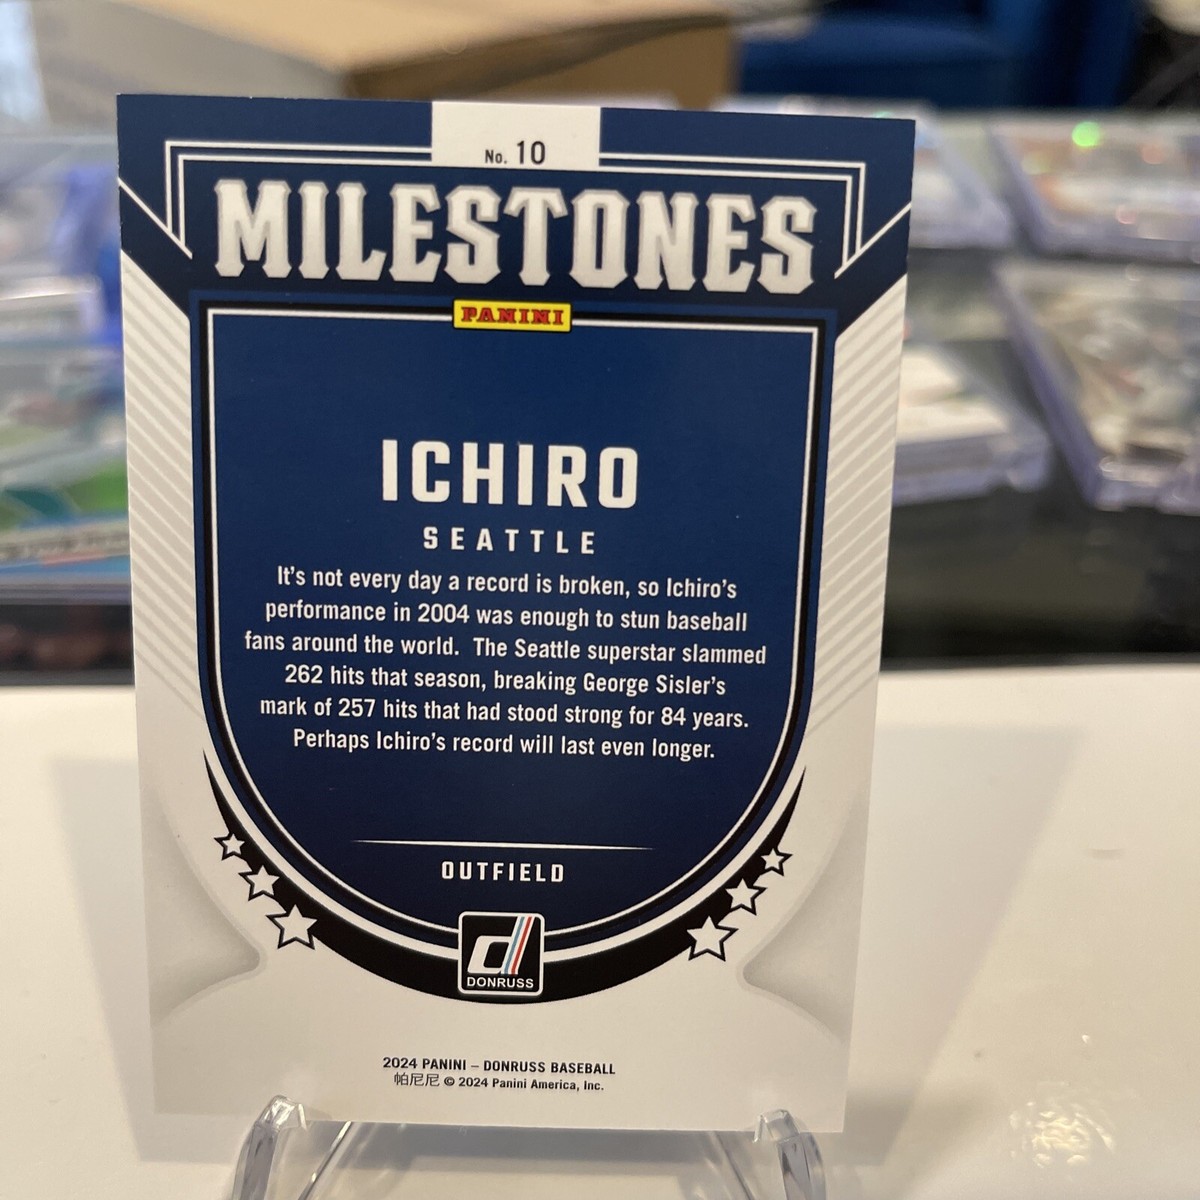 No. 10
MILESTONES
PANINI
ICHIRO
SEATTLE
It's not every day a record is broken, so Ichiro's
performance in 2004 was enough to stun baseball
fans around the world.  The Seattle superstar slammed
262 hits that season, breaking George Sisler's
mark of 257 hits that had stood strong for 84 years.
Perhaps Ichiro's record will last even longer.
OUTFIELD
d
DONRUSS
2024 PANINI – DONRUSS BASEBALL
帕尼尼 © 2024 Panini America, Inc.